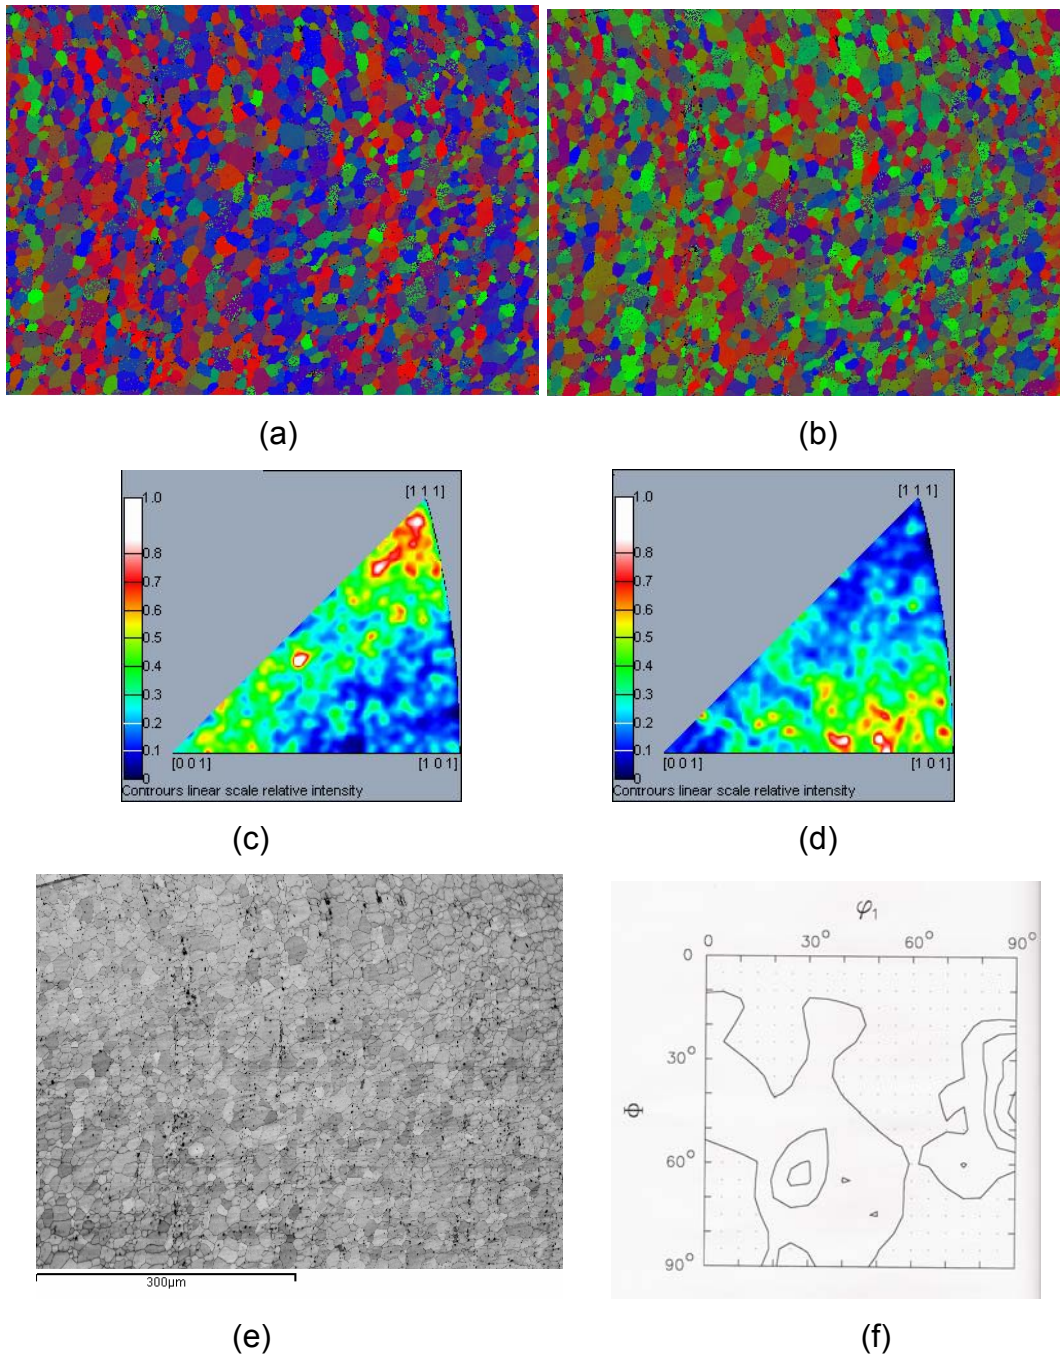 (a) (b)
[1 1 1] [1 1 1]
1.0 1.0
0.9 0.9
0.8 0.8
0.7 0.7
0.6 0.6
0.5 0.5
0.4 0.4
0.3 0.3
0.2 0.2
0.1 0.1
0 0
[0 0 1] [1 0 1] [0 0 1] [1 0 1]
Contours linear scale relative intensity Contours linear scale relative intensity
(c) (d)
φ₁
0 30° 60° 90°
0
30°
Φ
60°
90°
300µm
(e) (f)